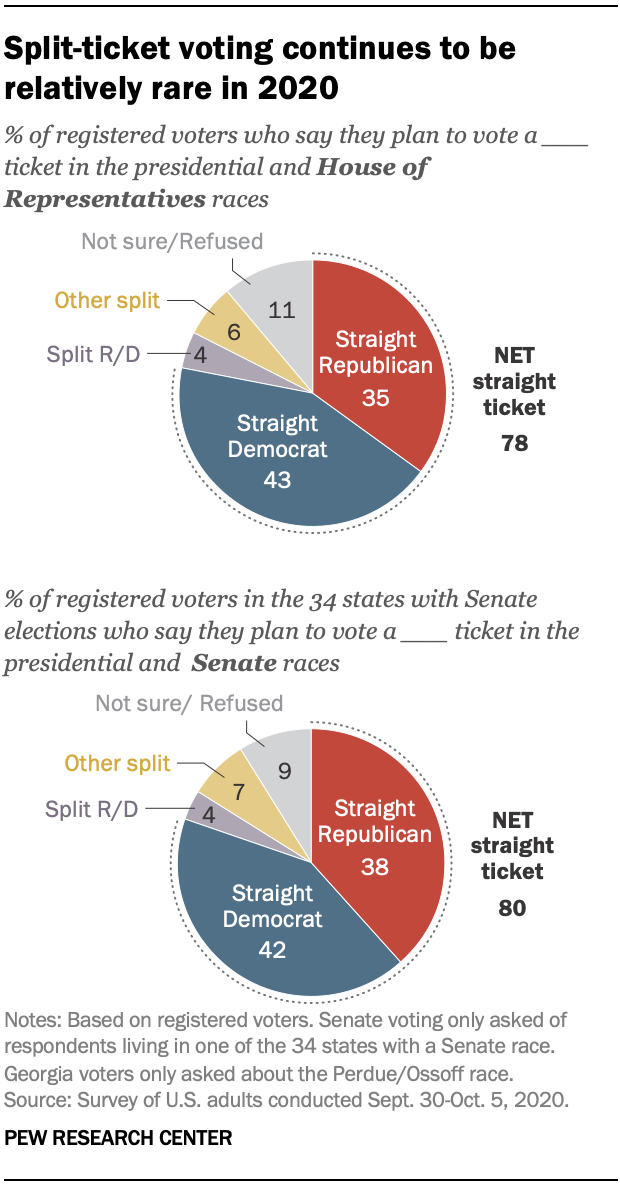 Split-ticket voting continues to be
relatively rare in 2020
% of registered voters who say they plan to vote a ___
ticket in the presidential and House of
Representatives races
Not sure/Refused
11
Other split
6
Split R/D
4
Straight
Republican
35
Straight
Democrat
43
NET
straight
ticket
78
% of registered voters in the 34 states with Senate
elections who say they plan to vote a ___ ticket in the
presidential and Senate races
Not sure/ Refused
9
Other split
7
Split R/D
4
Straight
Republican
38
Straight
Democrat
42
NET
straight
ticket
80
Notes: Based on registered voters. Senate voting only asked of
respondents living in one of the 34 states with a Senate race.
Georgia voters only asked about the Perdue/Ossoff race.
Source: Survey of U.S. adults conducted Sept. 30-Oct. 5, 2020.
PEW RESEARCH CENTER